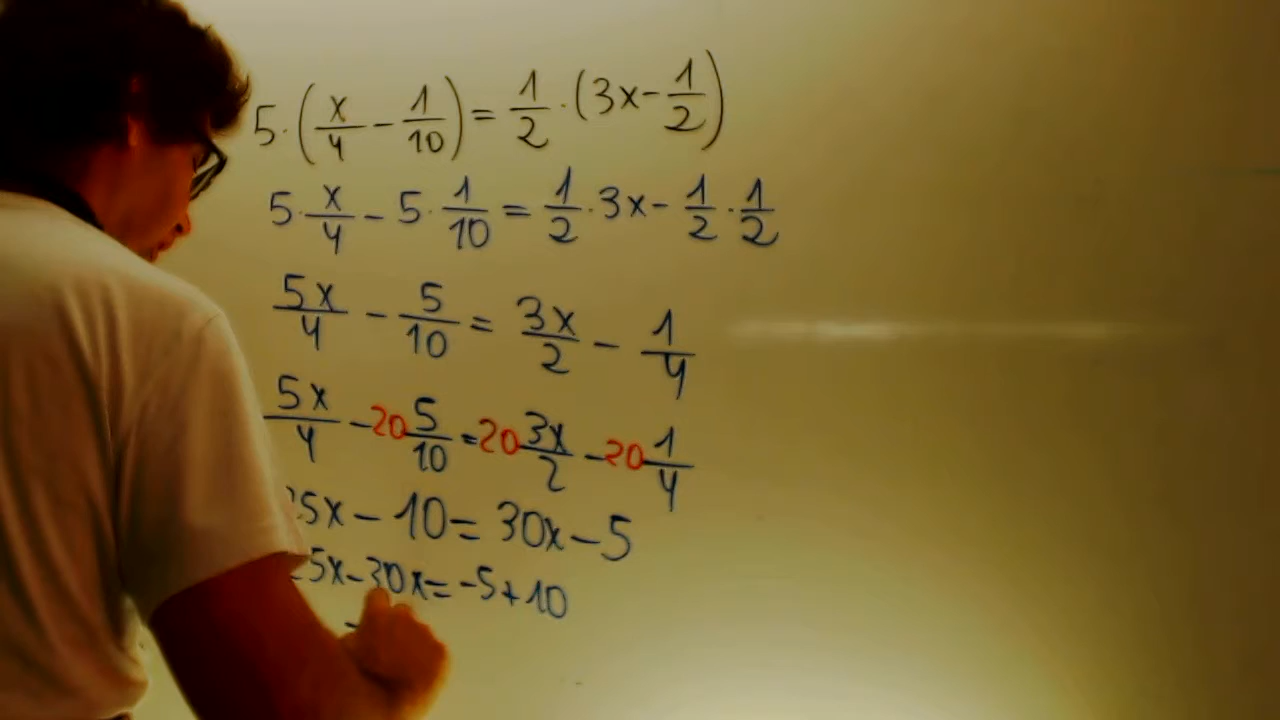 5·(x/4 - 1/10) = 1/2·(3x - 1/2)
5·x/4 - 5·1/10 = 1/2·3x - 1/2·1/2
5x/4 - 5/10 = 3x/2 - 1/4
5x/4 - 20 5/10 = 20 3x/2 - 20 1/4
25x - 10 = 30x - 5
25x - 30x = -5 + 10
-